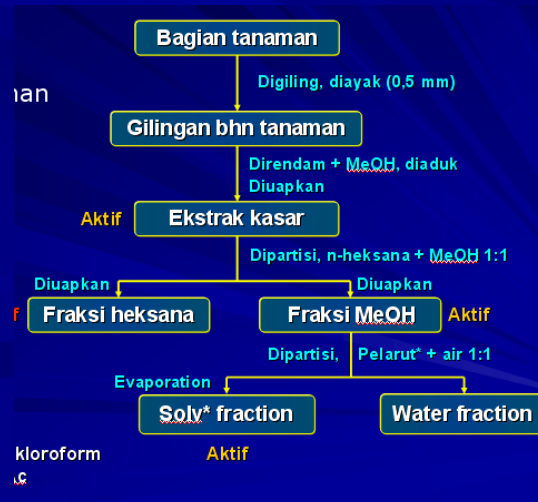 Bagian tanaman
Digiling, diayak (0,5 mm)
Gilingan bhn tanaman
Direndam + MeOH, diaduk
Diuapkan
Aktif
Ekstrak kasar
Dipartisi, n-heksana + MeOH 1:1
Diuapkan
Diuapkan
Fraksi heksana
Fraksi MeOH
Aktif
Dipartisi, Pelarut* + air 1:1
Evaporation
Solv* fraction
Water fraction
kloroform
Aktif